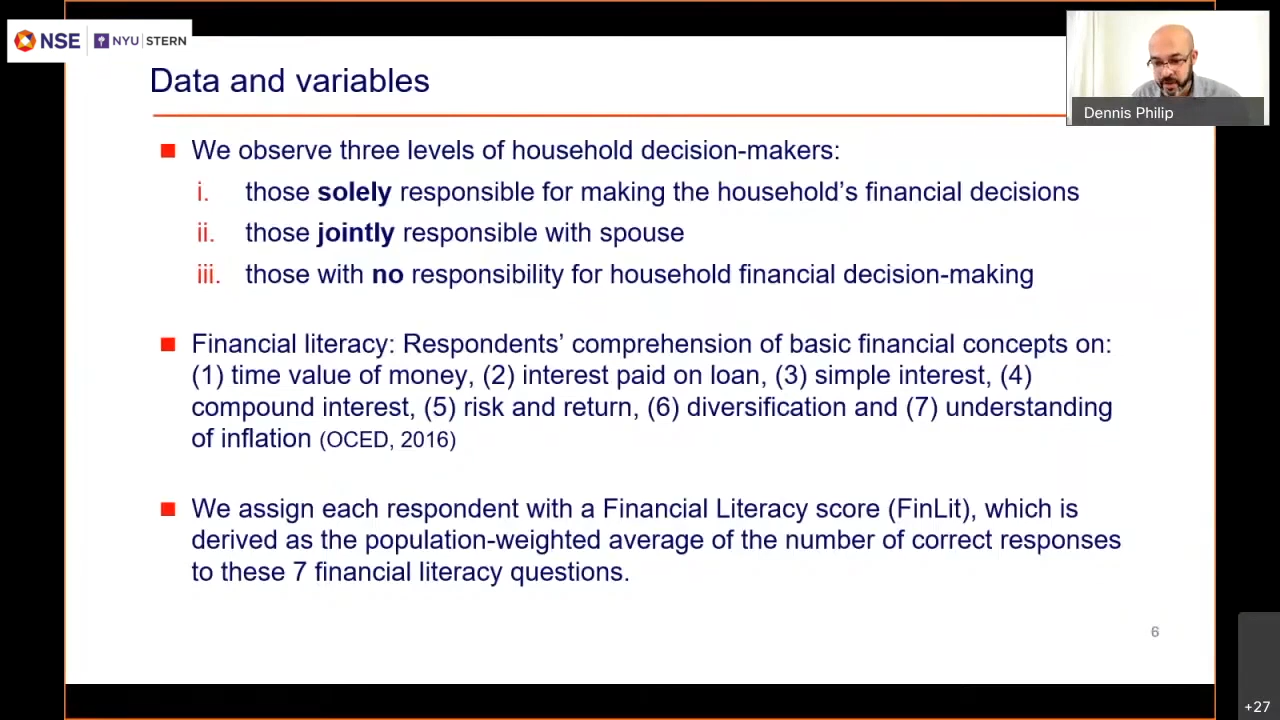 NSE NYU STERN
Data and variables
Dennis Philip
We observe three levels of household decision-makers:
i. those solely responsible for making the household’s financial decisions
ii. those jointly responsible with spouse
iii. those with no responsibility for household financial decision-making
Financial literacy: Respondents’ comprehension of basic financial concepts on:
(1) time value of money, (2) interest paid on loan, (3) simple interest, (4)
compound interest, (5) risk and return, (6) diversification and (7) understanding
of inflation (OCED, 2016)
We assign each respondent with a Financial Literacy score (FinLit), which is
derived as the population-weighted average of the number of correct responses
to these 7 financial literacy questions.
6
+27